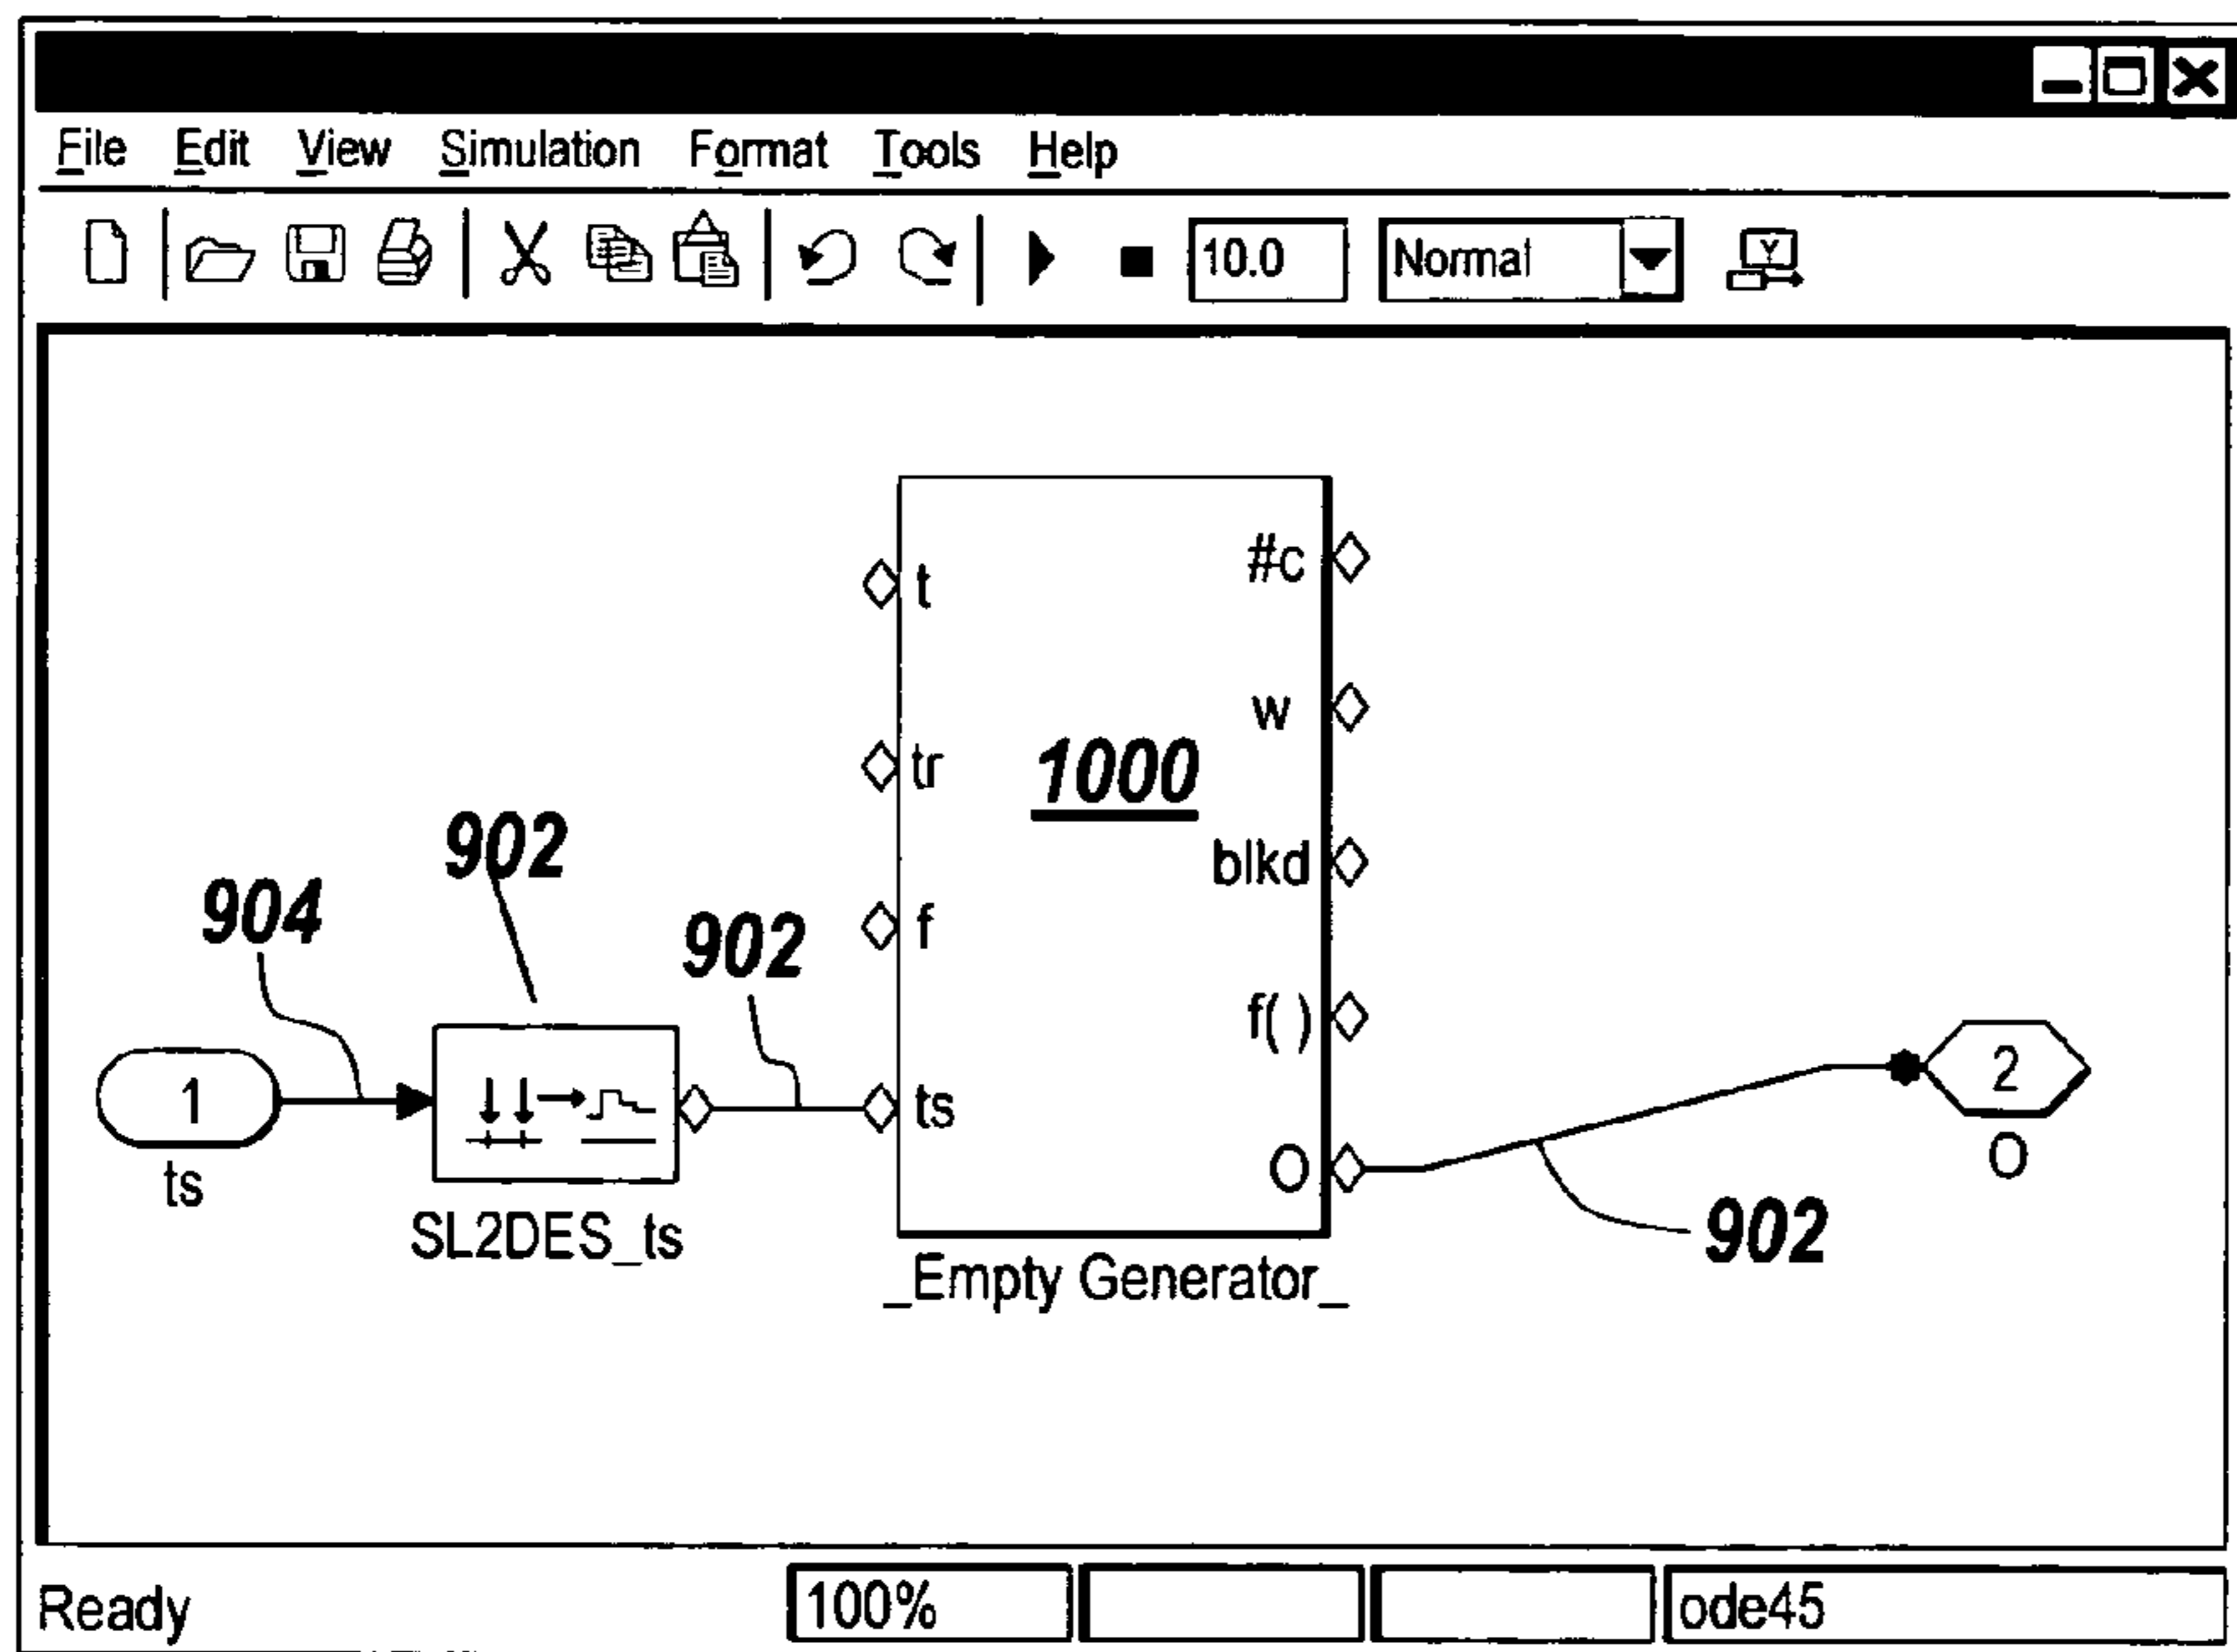 File Edit View Simulation Format Tools Help
10.0 Normal Y
#c
t
w
tr
1000
902
blkd
904
902
f
f( )
1
ts
2
O
O
ts
SL2DES_ts
902
_Empty Generator_
Ready 100% ode45